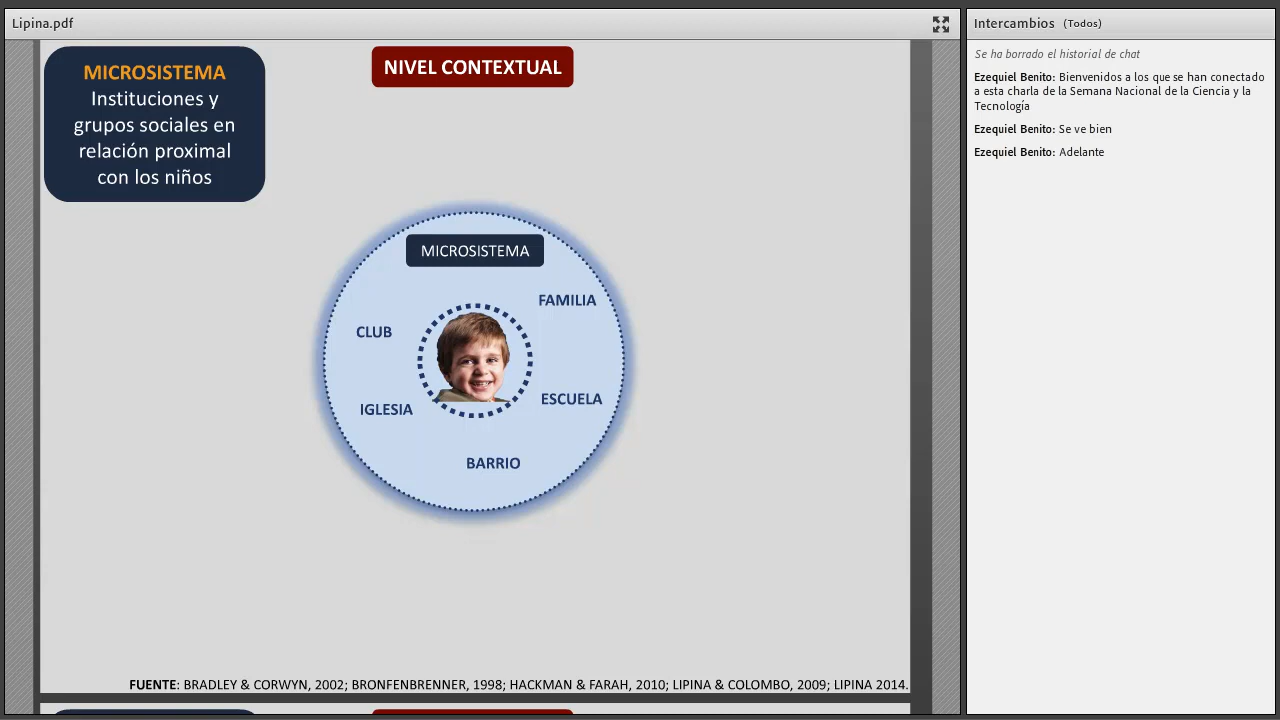 Lipina.pdf
MICROSISTEMA
Instituciones y
grupos sociales en
relación proximal
con los niños
NIVEL CONTEXTUAL
MICROSISTEMA
FAMILIA
CLUB
ESCUELA
IGLESIA
BARRIO
FUENTE: BRADLEY & CORWYN, 2002; BRONFENBRENNER, 1998; HACKMAN & FARAH, 2010; LIPINA & COLOMBO, 2009; LIPINA 2014.
Intercambios (Todos)
Se ha borrado el historial de chat
Ezequiel Benito: Bienvenidos a los que se han conectado
a esta charla de la Semana Nacional de la Ciencia y la
Tecnología
Ezequiel Benito: Se ve bien
Ezequiel Benito: Adelante